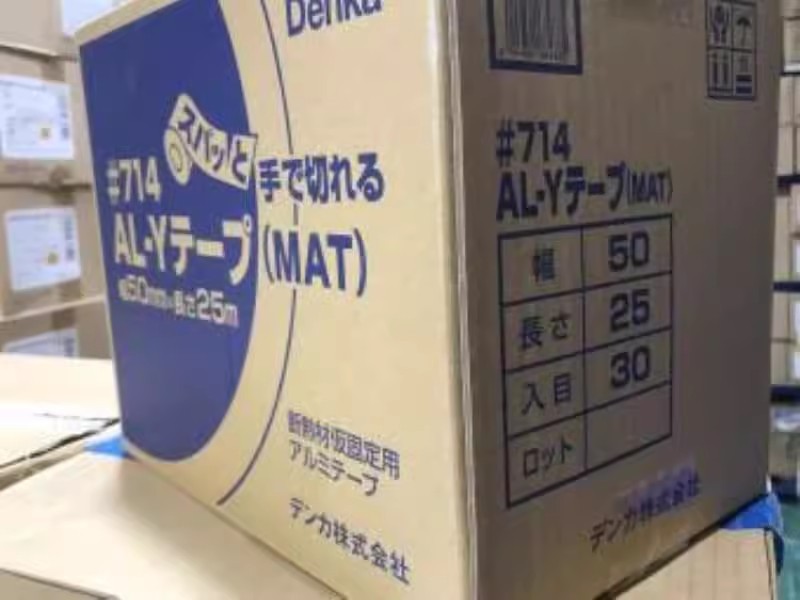 Denka
スパッと
手で切れる
#714
AL-Yテープ(MAT)
幅50mm×長さ25m
断熱材仮固定用
アルミテープ
デンカ株式会社
#714
AL-Yテープ(MAT)
幅 50
長さ 25
入目 30
ロット
デンカ株式会社